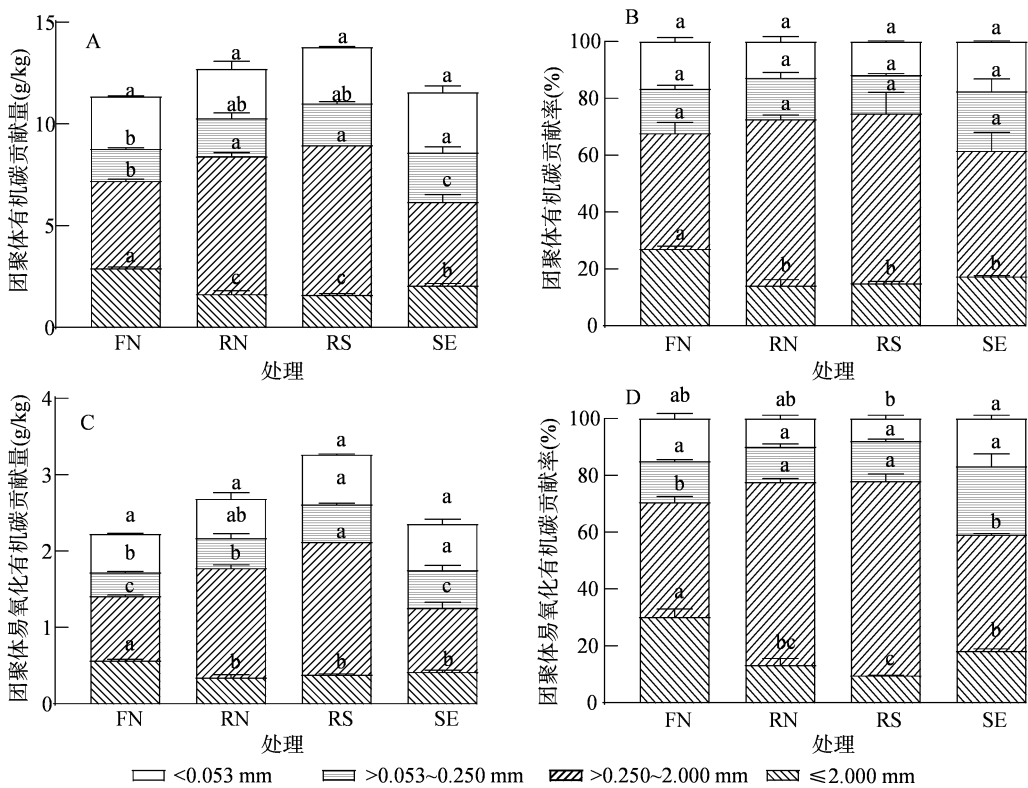 A
团聚体有机碳贡献量(g/kg)
15
10
5
0
a a a a
b ab ab a
b a a c
a c c b
FN RN RS SE
处理
B
团聚体有机碳贡献率(%)
100
80
60
40
20
0
a a a a
a a a a
a a a a
a b b b
FN RN RS SE
处理
C
团聚体易氧化有机碳贡献量(g/kg)
4
3
2
1
0
a a a a
b ab a a
c b a c
a b b b
FN RN RS SE
处理
D
团聚体易氧化有机碳贡献率(%)
100
80
60
40
20
0
ab ab b a
a a a a
b a a b
a bc c b
FN RN RS SE
处理
<0.053 mm >0.053~0.250 mm >0.250~2.000 mm ≤2.000 mm